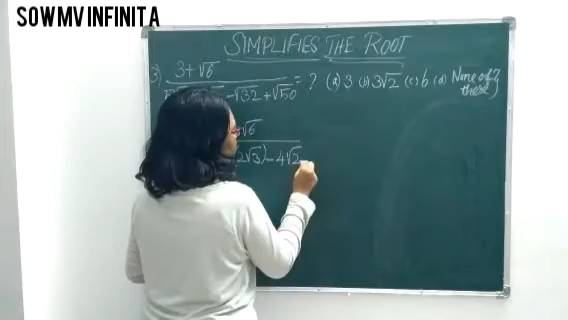 SOWMV INFINITA
SIMPLIFIES THE ROOT
3+√6
- √32 + √50 = ? (a) 3 (b) 3√2 (c) 6 (d) None of these
√6
2√3) - 4√2